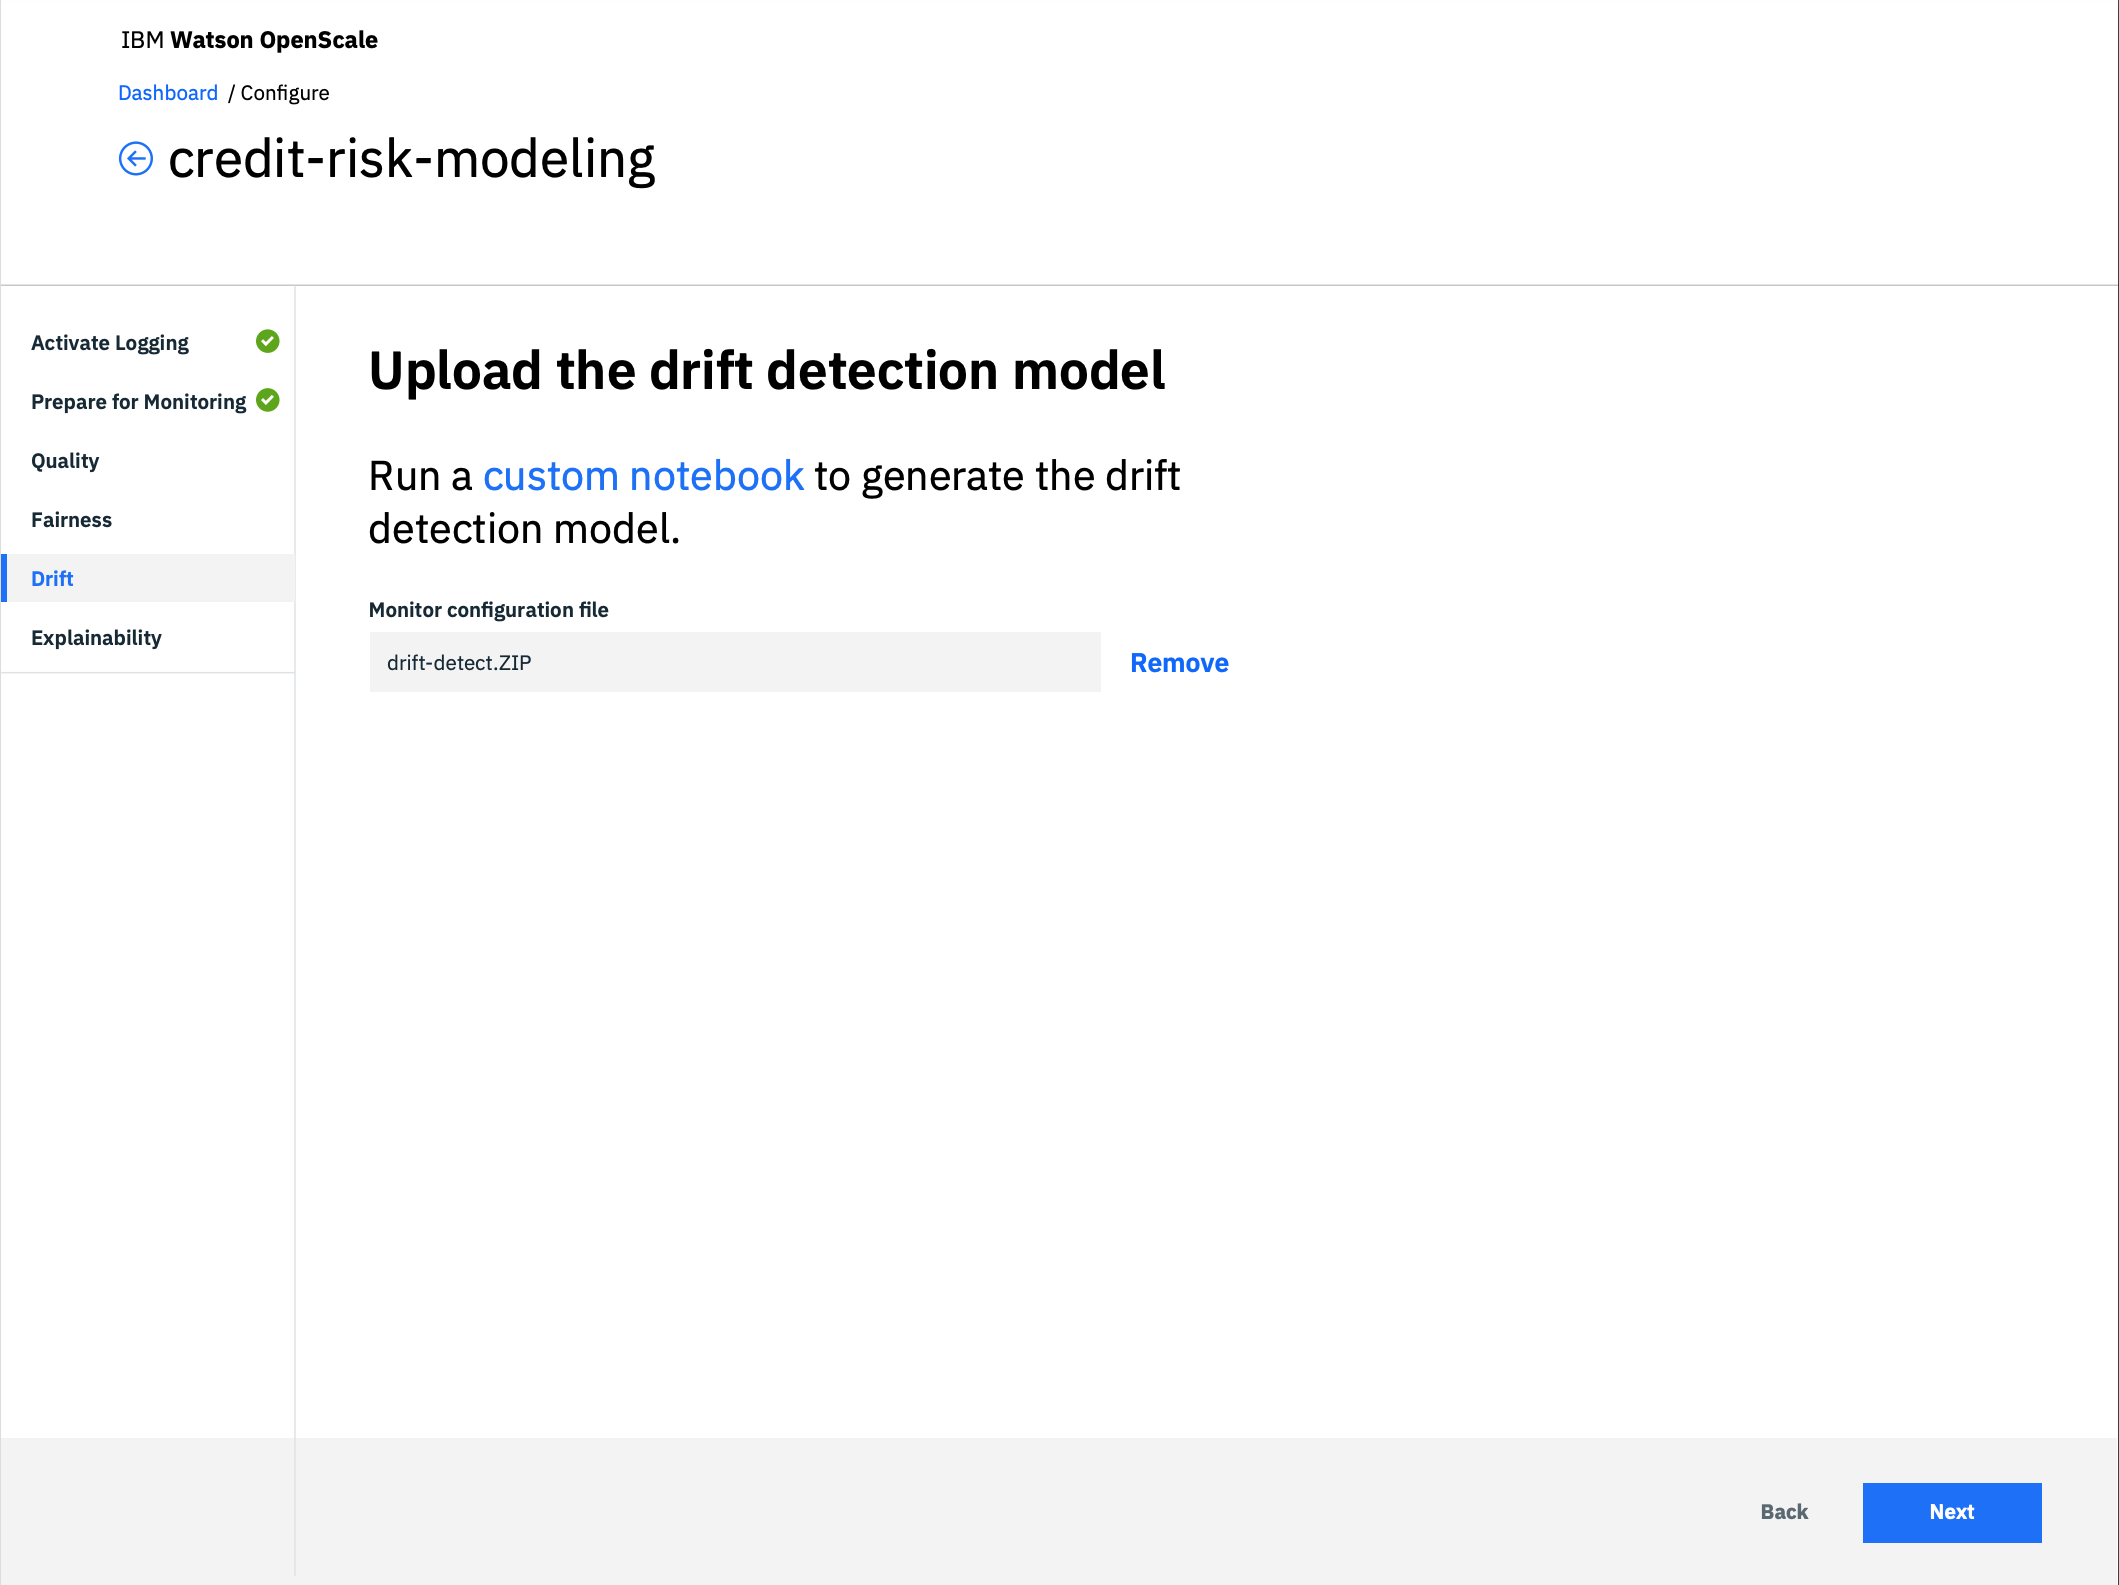 IBM Watson OpenScale
Dashboard / Configure
credit-risk-modeling
Activate Logging
Prepare for Monitoring
Quality
Fairness
Drift
Explainability
Upload the drift detection model
Run a custom notebook to generate the drift
detection model.
Monitor configuration file
drift-detect.ZIP
Remove
Back
Next